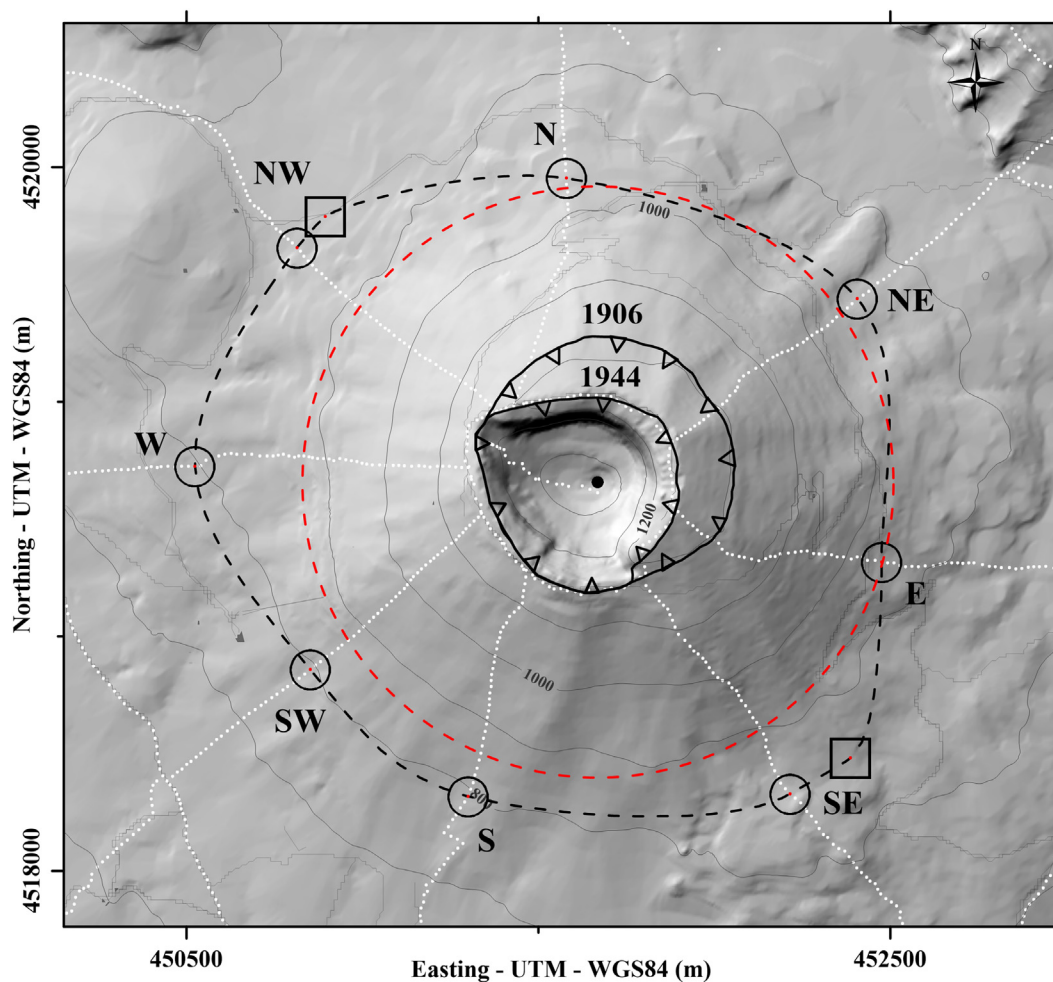 N
N
NW
4520000
1000
NE
1906
1944
W
Northing - UTM - WGS84 (m)
1200
E
1000
SW
800
SE
S
4518000
450500
452500
Easting - UTM - WGS84 (m)